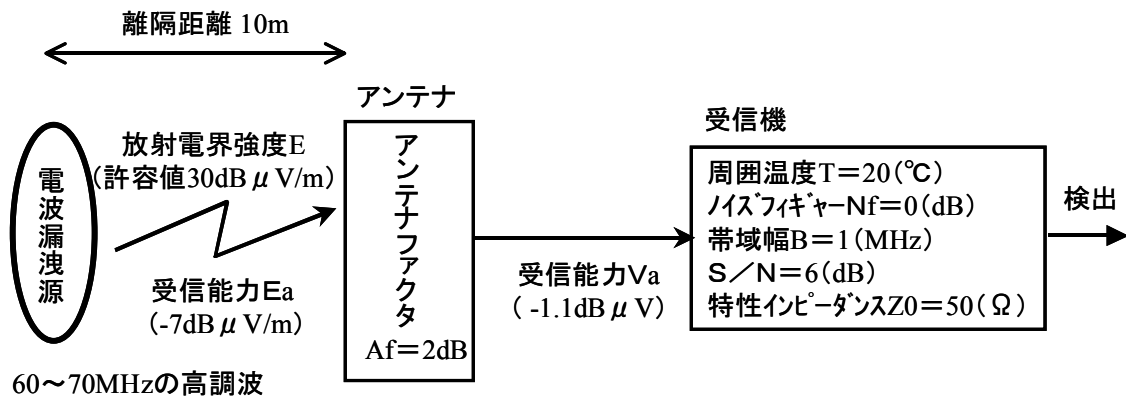 離隔距離 10m
電波漏洩源
放射電界強度E
(許容値30dBμV/m)
受信能力Ea
(-7dBμV/m)
60～70MHzの高調波
アンテナ
アンテナファクタ
Af＝2dB
受信能力Va
( -1.1dBμV)
受信機
周囲温度T＝20(℃)
ﾉｲｽﾞﾌｨｷﾞｬｰNf＝0(dB)
帯域幅B＝1(MHz)
S／N＝6(dB)
特性ｲﾝﾋﾟｰﾀﾞﾝｽZ0＝50(Ω)
検出